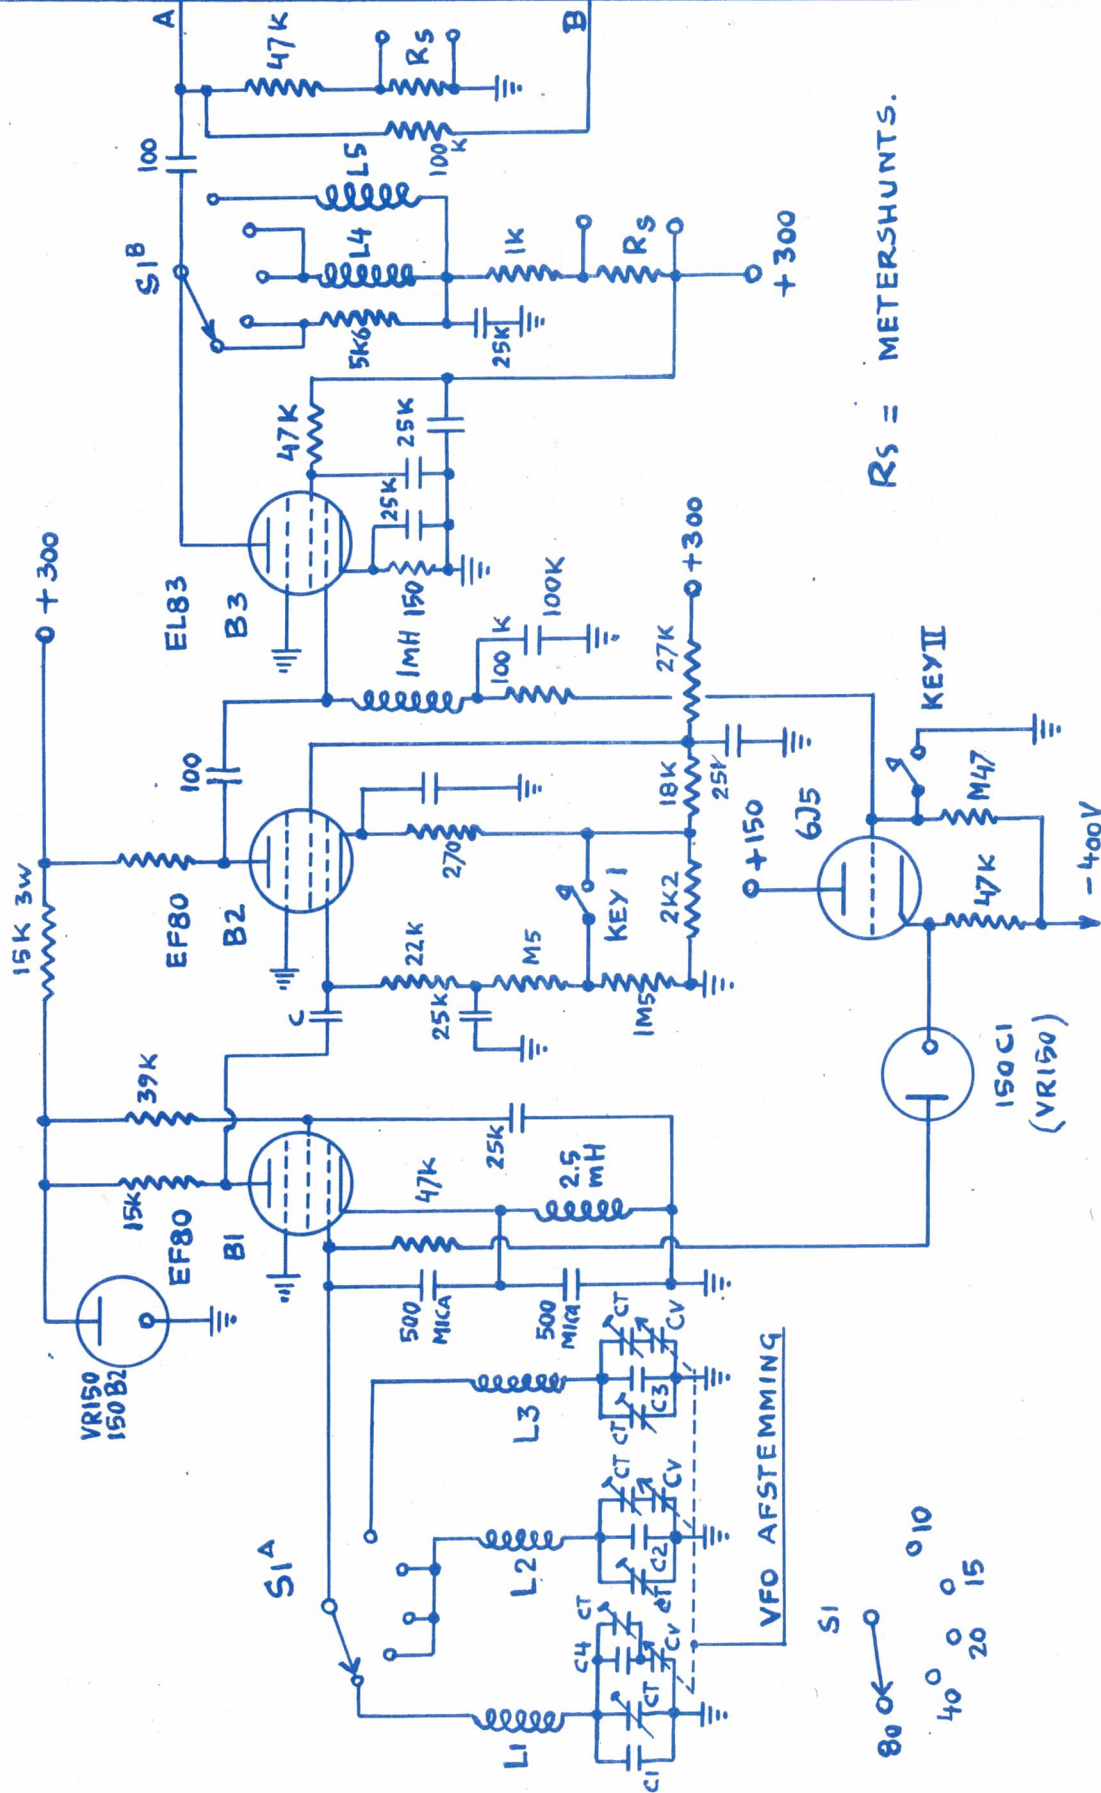 +300
15K 3W
VR150
150B2
15K
39K
EF80
B1
EF80
B2
100
EL83
B3
S1B
100
A
47K
Rs
B
100
K
L5
L4
5K6
25K
1K
Rs
+300
47K
25K
25K
150
1MH
100K
100K
C
22K
25K
M5
1M5
KEY 1
270
18K
27K
+300
25K
2K2
47K
25K
2.5
mH
500
MICA
500
MICA
S1A
L1
L2
L3
C1
CT
C4
CT
CV
CT
C2
CT
CV
CT
C3
CT
CV
VFO AFSTEMMING
S1
80
40
20
15
10
150C1
(VR150)
+150
6J5
KEY II
M47
47K
-400V
Rs = METERSHUNTS.